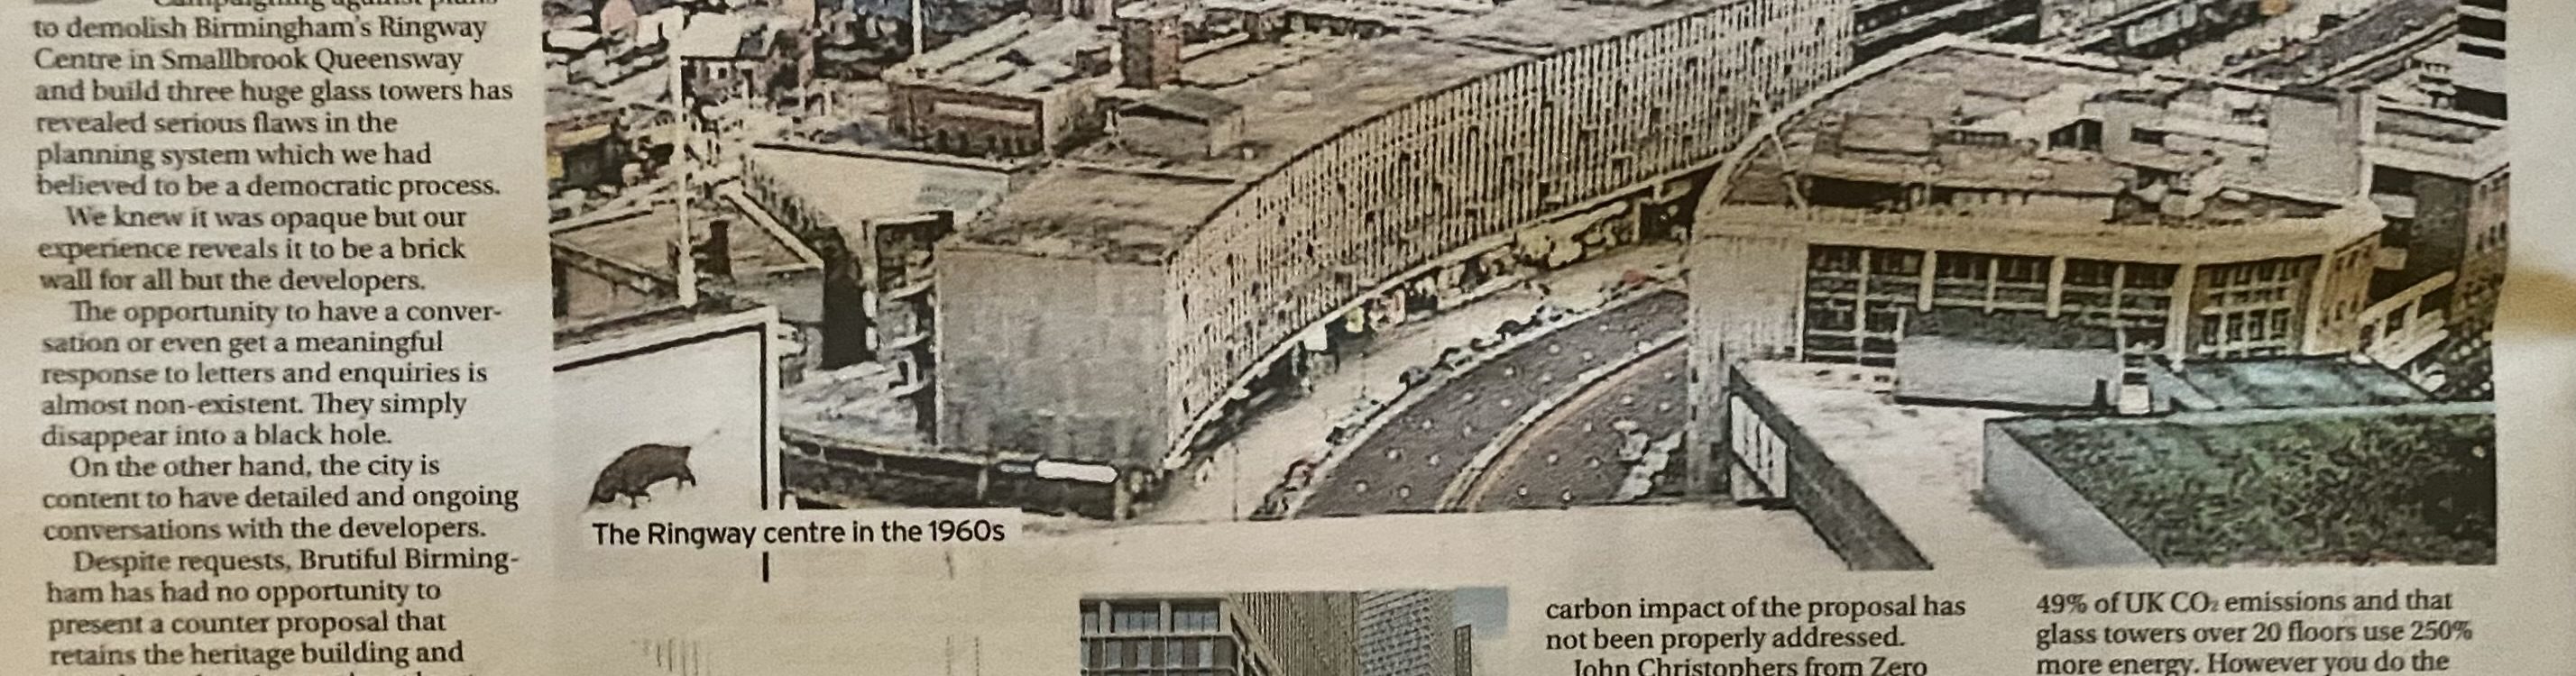 Campaigning against plans
to demolish Birmingham's Ringway
Centre in Smallbrook Queensway
and build three huge glass towers has
revealed serious flaws in the
planning system which we had
believed to be a democratic process.
We knew it was opaque but our
experience reveals it to be a brick
wall for all but the developers.
The opportunity to have a conver-
sation or even get a meaningful
response to letters and enquiries is
almost non-existent. They simply
disappear into a black hole.
On the other hand, the city is
content to have detailed and ongoing
conversations with the developers.
Despite requests, Brutiful Birming-
ham has had no opportunity to
present a counter proposal that
retains the heritage building and
The Ringway centre in the 1960s
carbon impact of the proposal has
not been properly addressed.
John Christophers from Zero
49% of UK CO₂ emissions and that
glass towers over 20 floors use 250%
more energy. However you do the